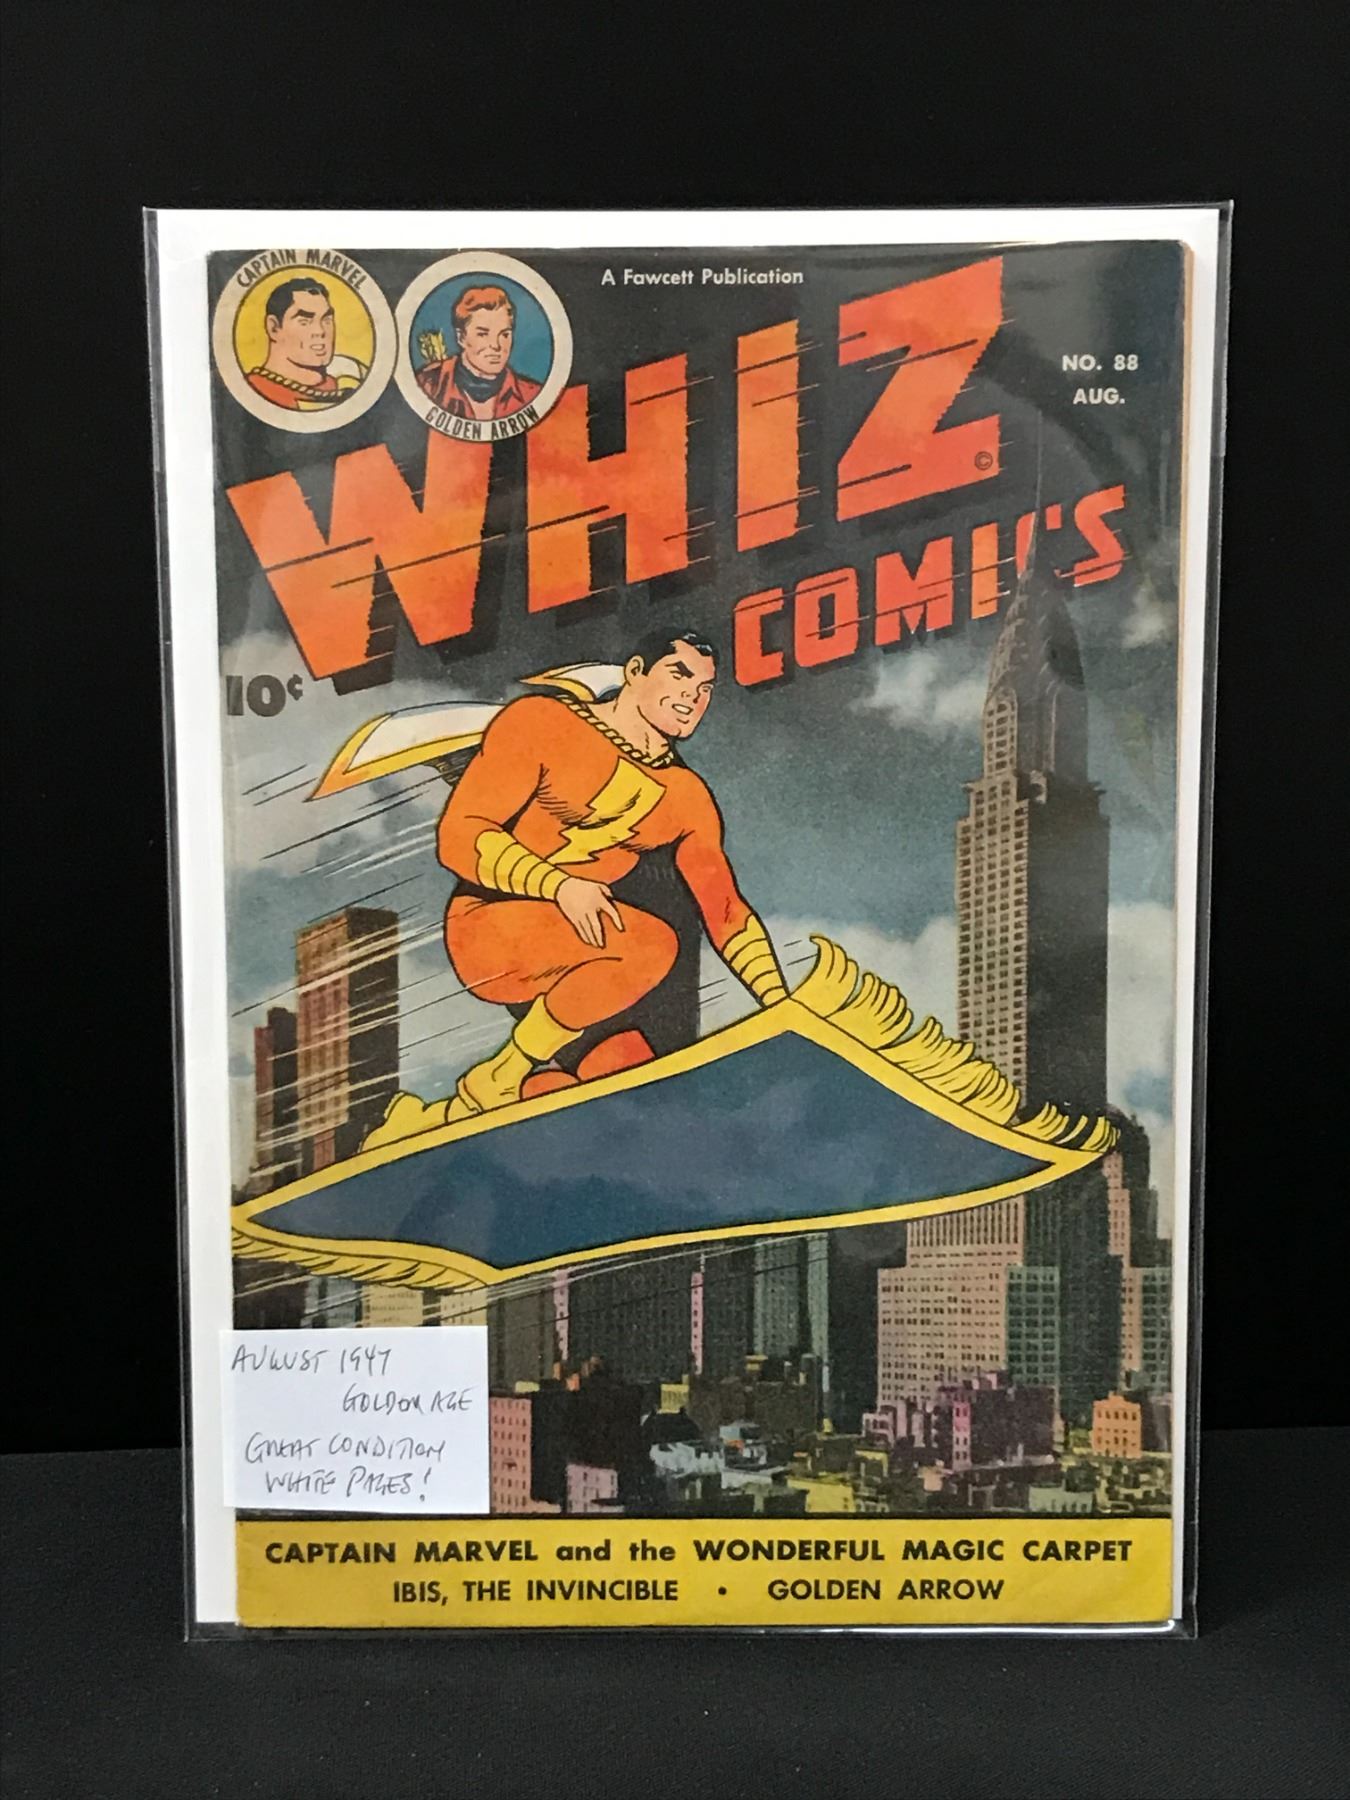 CAPTAIN MARVEL
GOLDEN ARROW
A Fawcett Publication
WHIZ
COMICS
©
NO. 88
AUG.
10¢
AUGUST 1947
GOLDEN AGE
GREAT CONDITION
WHITE PAGES!
CAPTAIN MARVEL and the WONDERFUL MAGIC CARPET
IBIS, THE INVINCIBLE • GOLDEN ARROW